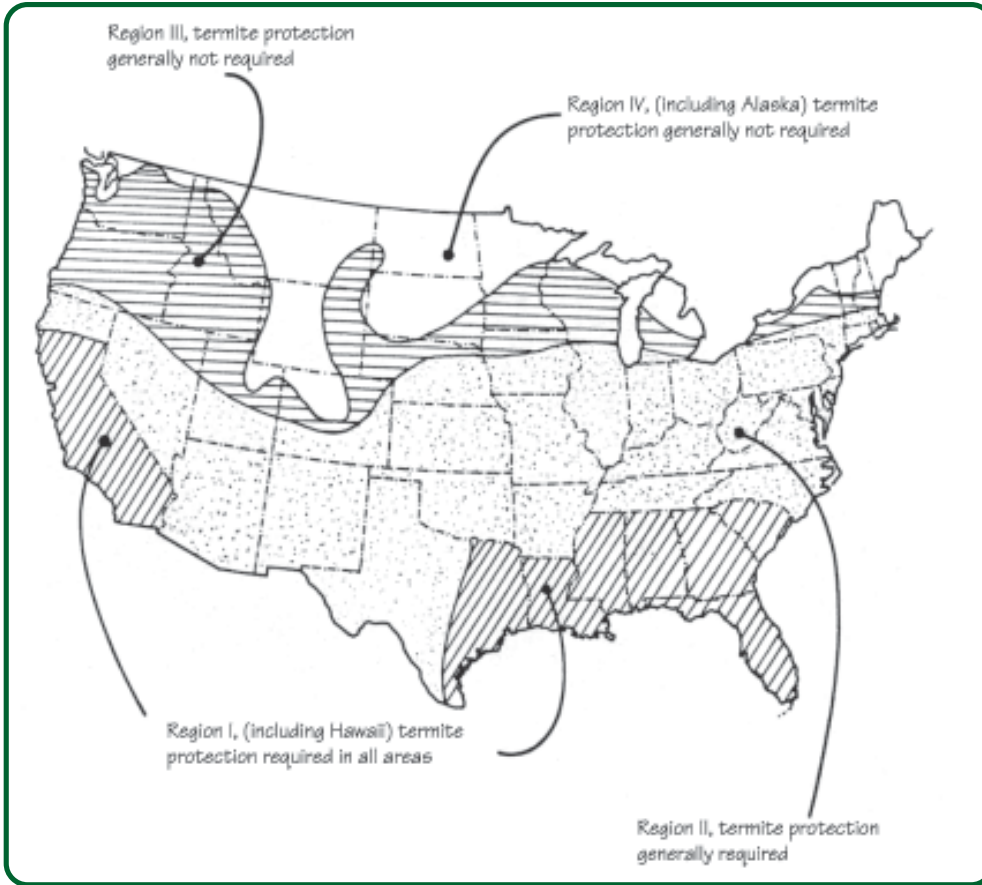 Region III, termite protection
generally not required
Region IV, (including Alaska) termite
protection generally not required
Region I, (including Hawaii) termite
protection required in all areas
Region II, termite protection
generally required